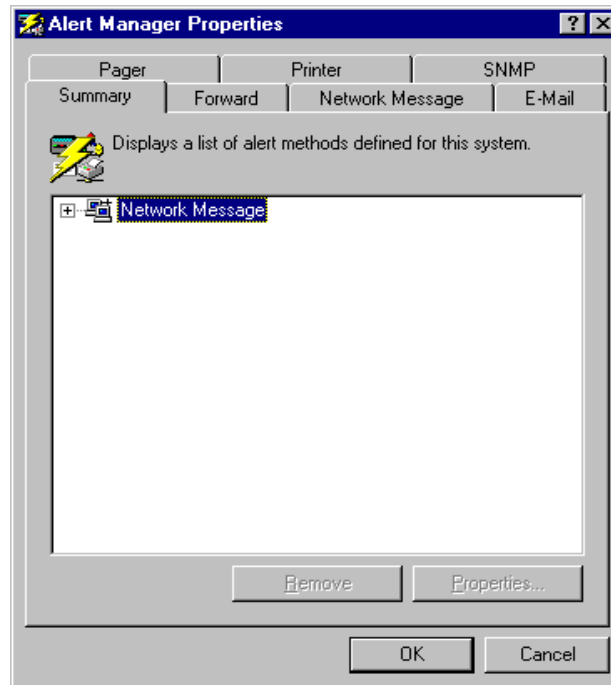 Alert Manager Properties
Pager Printer SNMP
Summary Forward Network Message E-Mail
Displays a list of alert methods defined for this system.
Network Message
Remove Properties...
OK Cancel